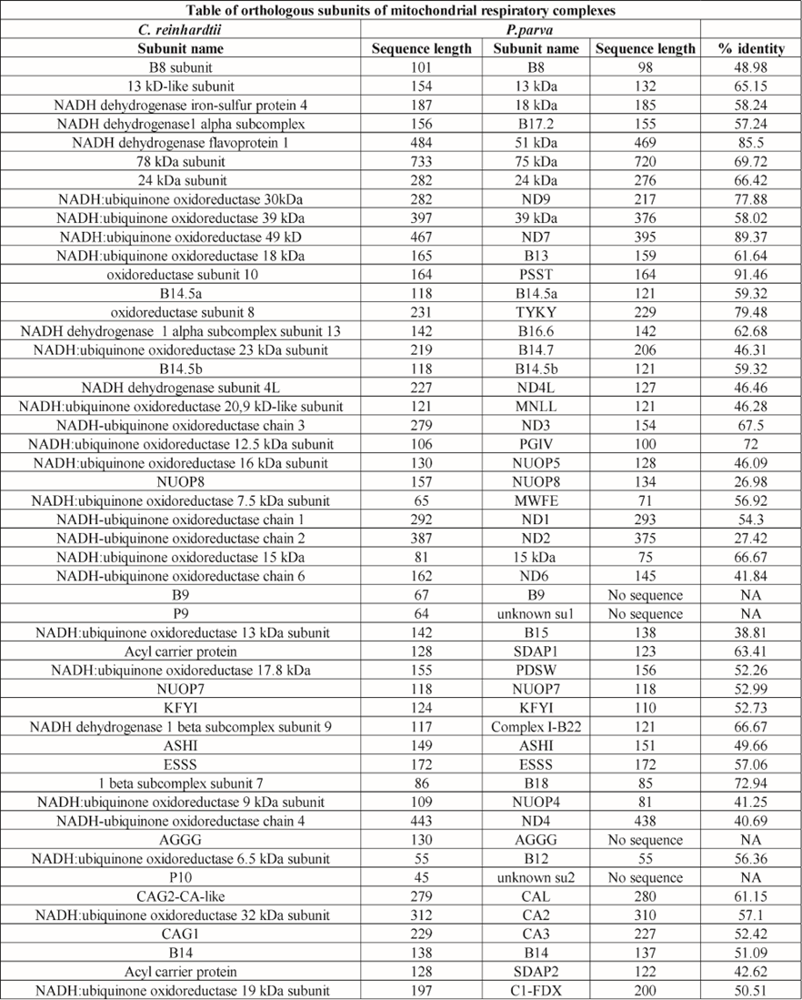 Table of orthologous subunits of mitochondrial respiratory complexes
C. reinhardtii P.parva
Subunit name Sequence length Subunit name Sequence length % identity
B8 subunit 101 B8 98 48.98
13 kD-like subunit 154 13 kDa 132 65.15
NADH dehydrogenase iron-sulfur protein 4 187 18 kDa 185 58.24
NADH dehydrogenase1 alpha subcomplex 156 B17.2 155 57.24
NADH dehydrogenase flavoprotein 1 484 51 kDa 469 85.5
78 kDa subunit 733 75 kDa 720 69.72
24 kDa subunit 282 24 kDa 276 66.42
NADH:ubiquinone oxidoreductase 30kDa 282 ND9 217 77.88
NADH:ubiquinone oxidoreductase 39 kDa 397 39 kDa 376 58.02
NADH:ubiquinone oxidoreductase 49 kD 467 ND7 395 89.37
NADH:ubiquinone oxidoreductase 18 kDa 165 B13 159 61.64
oxidoreductase subunit 10 164 PSST 164 91.46
B14.5a 118 B14.5a 121 59.32
oxidoreductase subunit 8 231 TYKY 229 79.48
NADH dehydrogenase 1 alpha subcomplex subunit 13 142 B16.6 142 62.68
NADH:ubiquinone oxidoreductase 23 kDa subunit 219 B14.7 206 46.31
B14.5b 118 B14.5b 121 59.32
NADH dehydrogenase subunit 4L 227 ND4L 127 46.46
NADH:ubiquinone oxidoreductase 20,9 kD-like subunit 121 MNLL 121 46.28
NADH-ubiquinone oxidoreductase chain 3 279 ND3 154 67.5
NADH:ubiquinone oxidoreductase 12.5 kDa subunit 106 PGIV 100 72
NADH:ubiquinone oxidoreductase 16 kDa subunit 130 NUOP5 128 46.09
NUOP8 157 NUOP8 134 26.98
NADH:ubiquinone oxidoreductase 7.5 kDa subunit 65 MWFE 71 56.92
NADH-ubiquinone oxidoreductase chain 1 292 ND1 293 54.3
NADH-ubiquinone oxidoreductase chain 2 387 ND2 375 27.42
NADH:ubiquinone oxidoreductase 15 kDa 81 15 kDa 75 66.67
NADH-ubiquinone oxidoreductase chain 6 162 ND6 145 41.84
B9 67 B9 No sequence NA
P9 64 unknown su1 No sequence NA
NADH:ubiquinone oxidoreductase 13 kDa subunit 142 B15 138 38.81
Acyl carrier protein 128 SDAP1 123 63.41
NADH:ubiquinone oxidoreductase 17.8 kDa 155 PDSW 156 52.26
NUOP7 118 NUOP7 118 52.99
KFYI 124 KFYI 110 52.73
NADH dehydrogenase 1 beta subcomplex subunit 9 117 Complex I-B22 121 66.67
ASHI 149 ASHI 151 49.66
ESSS 172 ESSS 172 57.06
1 beta subcomplex subunit 7 86 B18 85 72.94
NADH:ubiquinone oxidoreductase 9 kDa subunit 109 NUOP4 81 41.25
NADH-ubiquinone oxidoreductase chain 4 443 ND4 438 40.69
AGGG 130 AGGG No sequence NA
NADH:ubiquinone oxidoreductase 6.5 kDa subunit 55 B12 55 56.36
P10 45 unknown su2 No sequence NA
CAG2-CA-like 279 CAL 280 61.15
NADH:ubiquinone oxidoreductase 32 kDa subunit 312 CA2 310 57.1
CAG1 229 CA3 227 52.42
B14 138 B14 137 51.09
Acyl carrier protein 128 SDAP2 122 42.62
NADH:ubiquinone oxidoreductase 19 kDa subunit 197 C1-FDX 200 50.51